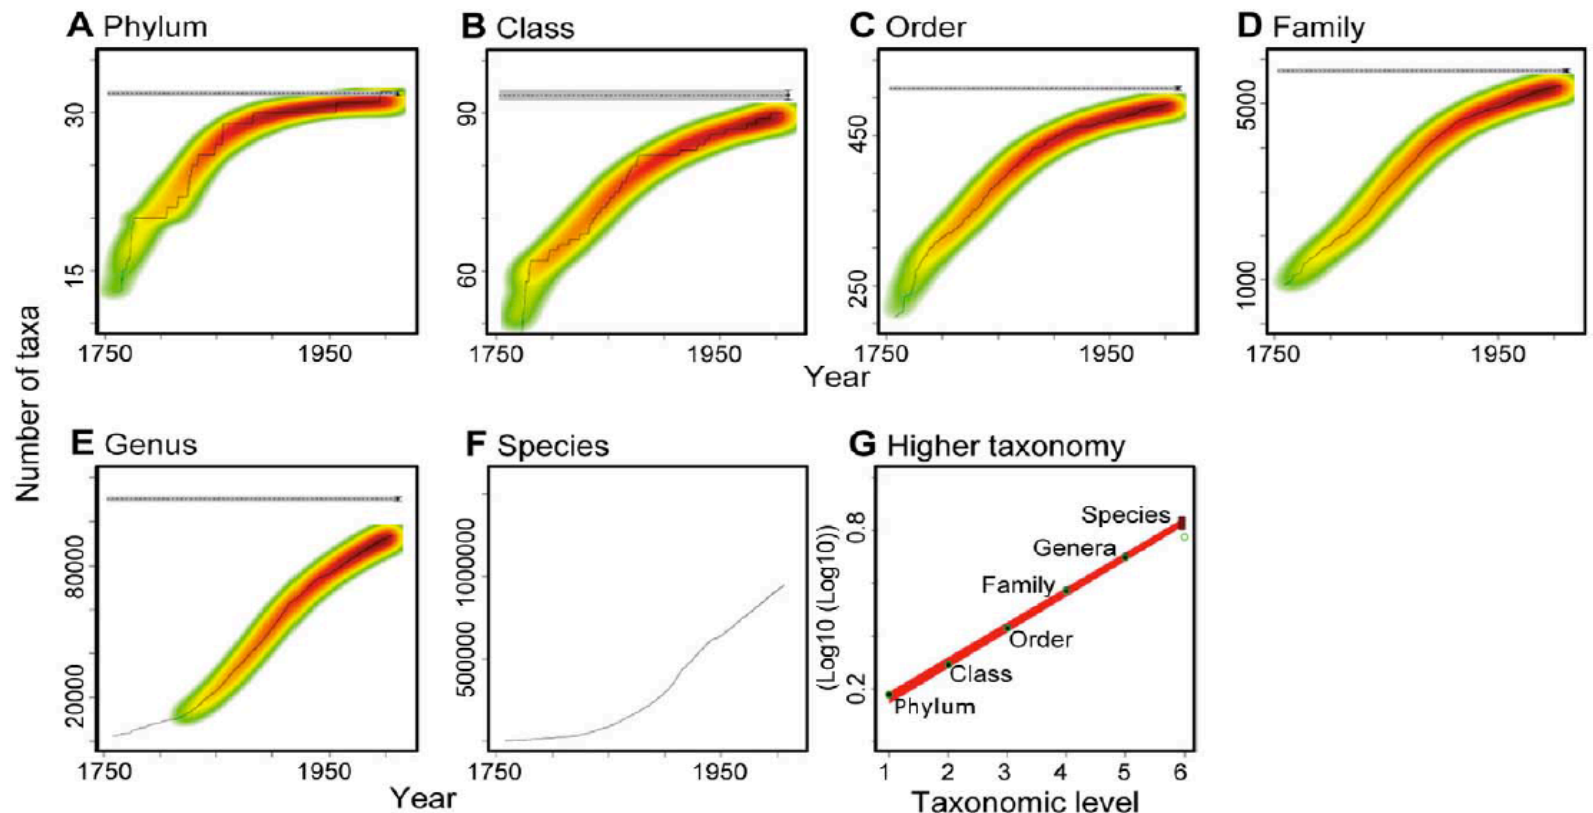 A Phylum
B Class
C Order
D Family
30
15
1750 1950
90
60
1750 1950
450
250
1750 1950
5000
1000
1750 1950
Year
Number of taxa
E Genus
F Species
G Higher taxonomy
80000
20000
1750 1950
1100000
500000
1750 1950
Year
(Log10 (Log10))
0.8
0.2
Species
Genera
Family
Order
Class
Phylum
1 2 3 4 5 6
Taxonomic level